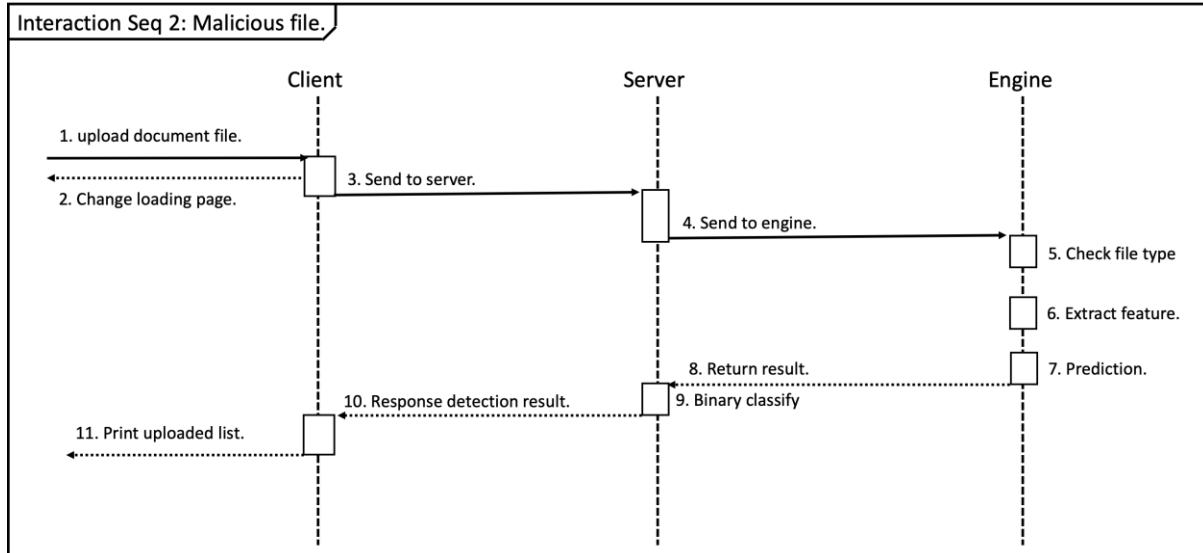 Interaction Seq 2: Malicious file.
Client
Server
Engine
1. upload document file.
2. Change loading page.
3. Send to server.
4. Send to engine.
5. Check file type
6. Extract feature.
7. Prediction.
8. Return result.
9. Binary classify
10. Response detection result.
11. Print uploaded list.